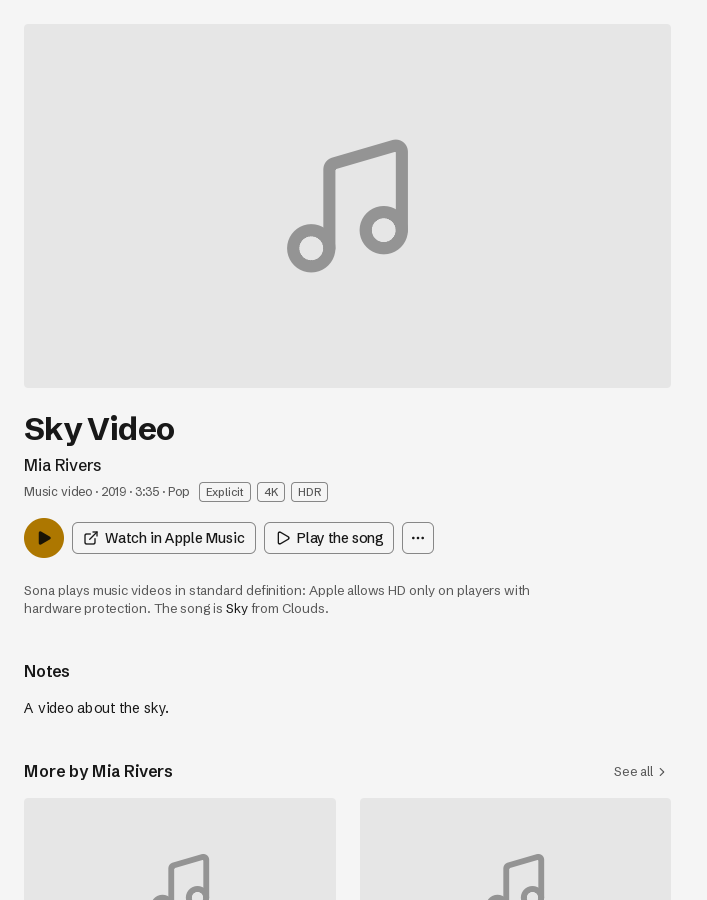 Sky Video
Mia Rivers
Music video · 2019 · 3:35 · Pop Explicit 4K HDR
Watch in Apple Music Play the song
Sona plays music videos in standard definition: Apple allows HD only on players with
hardware protection. The song is Sky from Clouds.
Notes
A video about the sky.
More by Mia Rivers See all